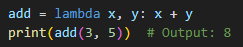 add = lambda x, y: x + y
print(add(3, 5))  # Output: 8